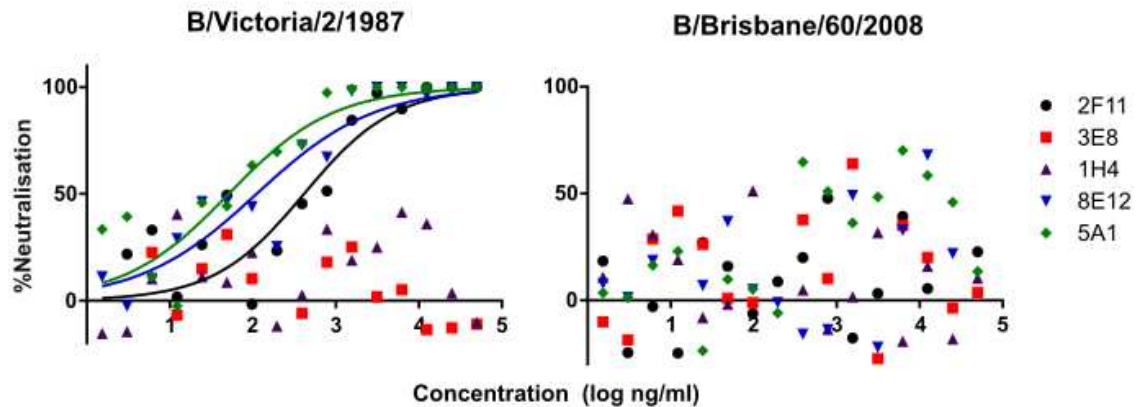 B/Victoria/2/1987
B/Brisbane/60/2008
%Neutralisation
100
50
0
1
2
3
4
5
100
50
0
1
2
3
4
5
2F11
3E8
1H4
8E12
5A1
Concentration (log ng/ml)